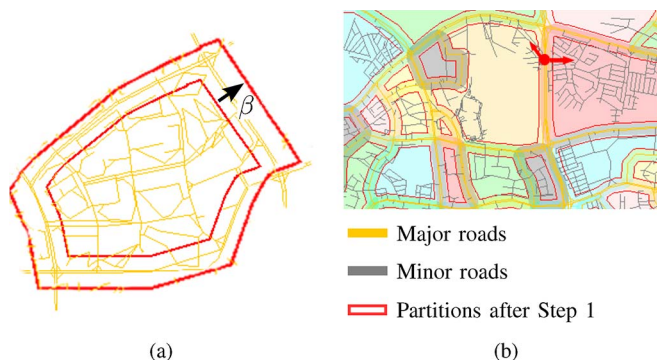 β
Major roads
Minor roads
Partitions after Step 1
(a)
(b)